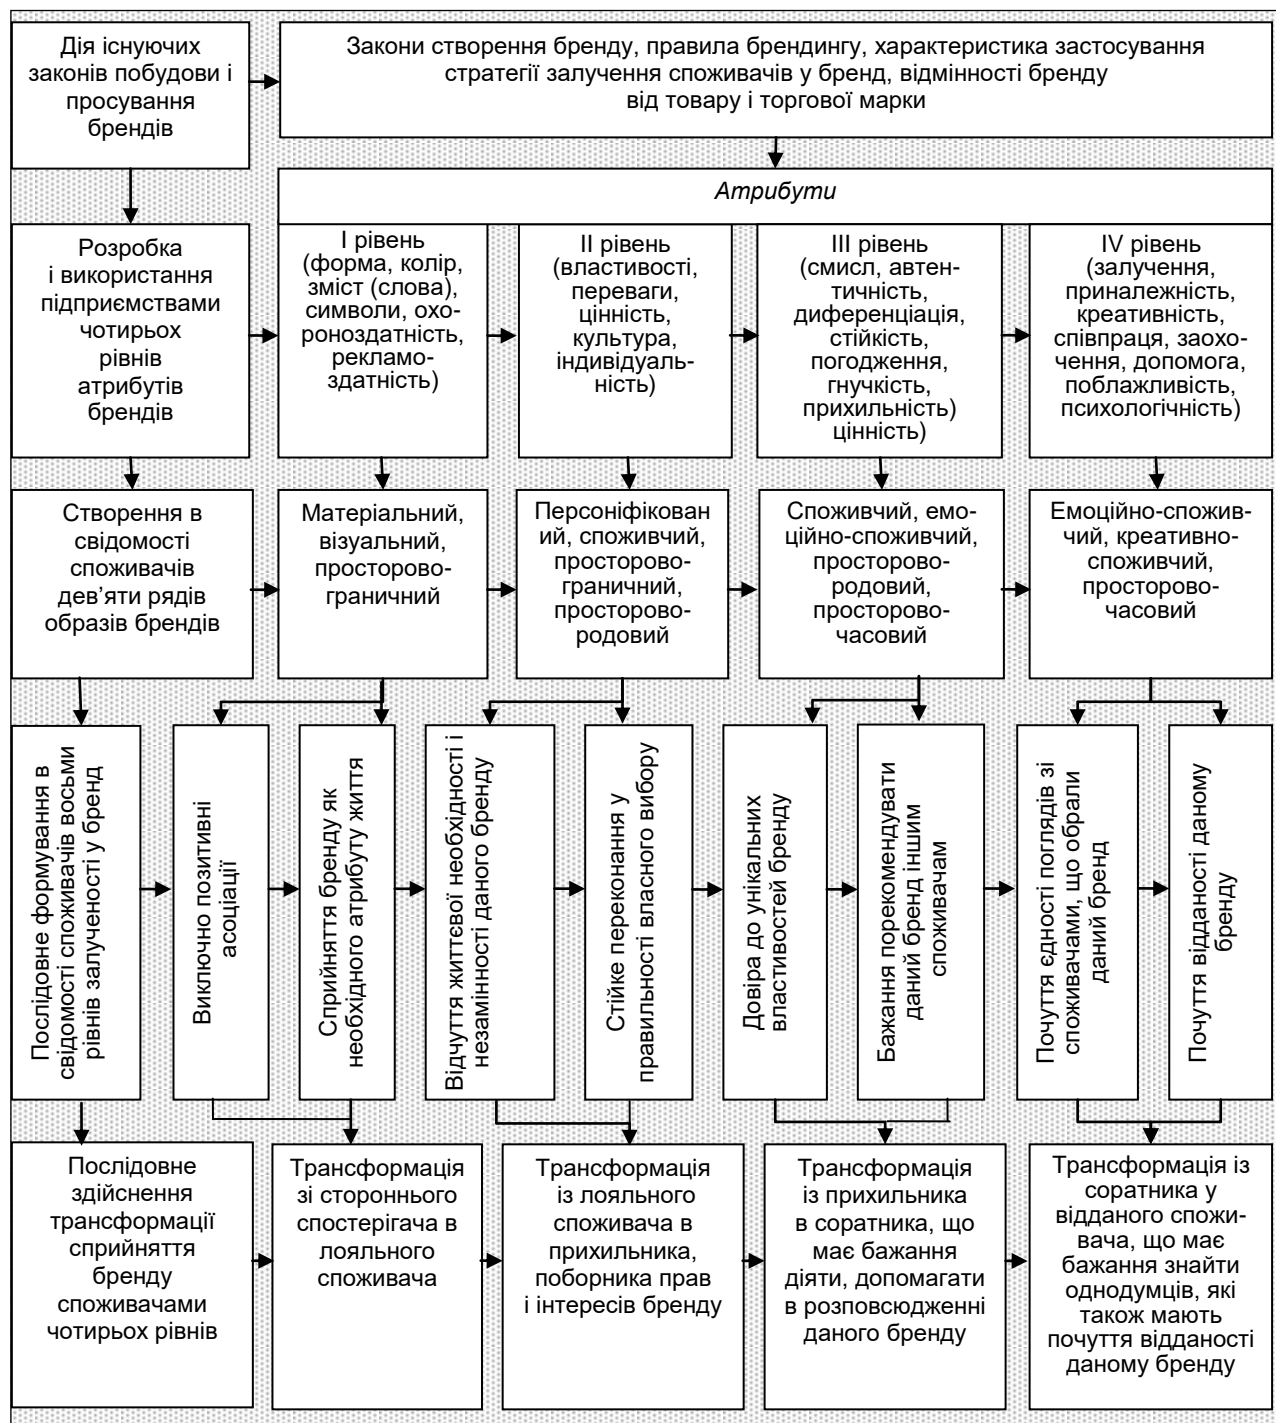 Дія існуючих
законів побудови і
просування
брендів
Закони створення бренду, правила брендингу, характеристика застосування
стратегії залучення споживачів у бренд, відмінності бренду
від товару і торгової марки
Атрибути
Розробка
і використання
підприємствами
чотирьох
рівнів
атрибутів
брендів
І рівень
(форма, колір,
зміст (слова),
символи, охо-
роноздатність,
рекламо-
здатність)
ІІ рівень
(властивості,
переваги,
цінність,
культура,
індивідуаль-
ність)
ІІІ рівень
(смисл, автен-
тичність,
диференціація,
стійкість,
погодження,
гнучкість,
прихильність)
цінність)
IV рівень
(залучення,
приналежність,
креативність,
співпраця, заохо-
чення, допомога,
поблажливість,
психологічність)
Створення в
свідомості
споживачів
дев’яти рядів
образів брендів
Матеріальний,
візуальний,
просторово-
граничний
Персоніфікован
ий, споживчий,
просторово-
граничний,
просторово-
родовий
Споживчий, емо-
ційно-споживчий,
просторово-
родовий,
просторово-
часовий
Емоційно-спожив-
чий, креативно-
споживчий,
просторово-
часовий
Послідовне формування в
свідомості споживачів восьми
рівнів залученості у бренд
Виключно позитивні
асоціації
Сприйняття бренду як
необхідного атрибуту життя
Відчуття життєвої необхідності і
незамінності даного бренду
Стійке переконання у
правильності власного вибору
Довіра до унікальних
властивостей бренду
Бажання порекомендувати
даний бренд іншим
споживачам
Почуття єдності поглядів зі
споживачами, що обрали
даний бренд
Почуття відданості даному
бренду
Послідовне
здійснення
трансформації
сприйняття
бренду
споживачами
чотирьох рівнів
Трансформація
зі стороннього
спостерігача в
лояльного
споживача
Трансформація
із лояльного
споживача в
прихильника,
поборника прав
і інтересів бренду
Трансформація
із прихильника
в соратника, що
має бажання
діяти, допомагати
в розповсюдженні
даного бренду
Трансформація із
соратника у
відданого спожи-
вача, що має
бажання знайти
однодумців, які
також мають
почуття відданості
даному бренду